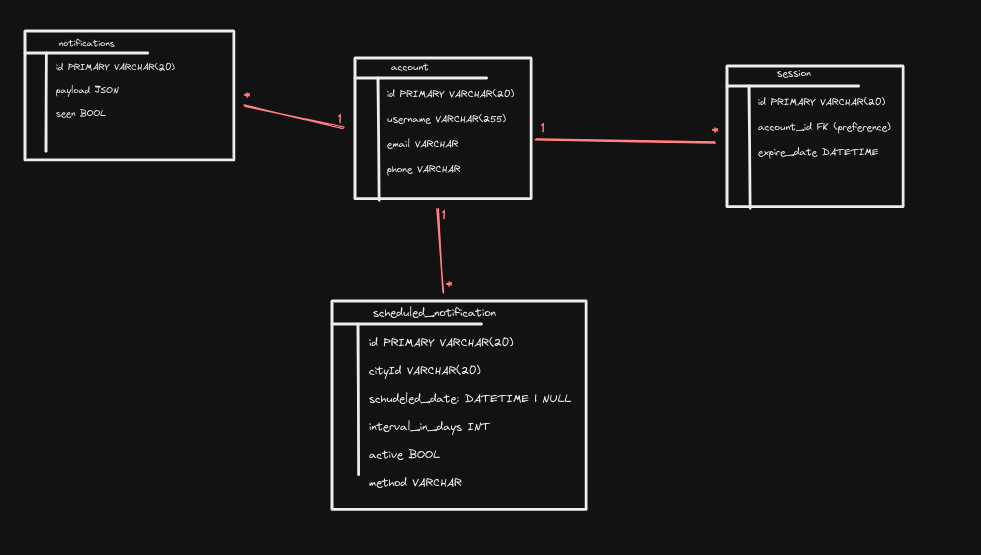 notifications
id PRIMARY VARCHAR(20)
payload JSON
seen BOOL
*
1
account
id PRIMARY VARCHAR(20)
username VARCHAR(255)
email VARCHAR
phone VARCHAR
1
*
session
id PRIMARY VARCHAR(20)
account_id FK (preference)
expire_date DATETIME
1
*
scheduled_notification
id PRIMARY VARCHAR(20)
cityId VARCHAR(20)
schudeled_date: DATETIME | NULL
interval_in_days INT
active BOOL
method VARCHAR